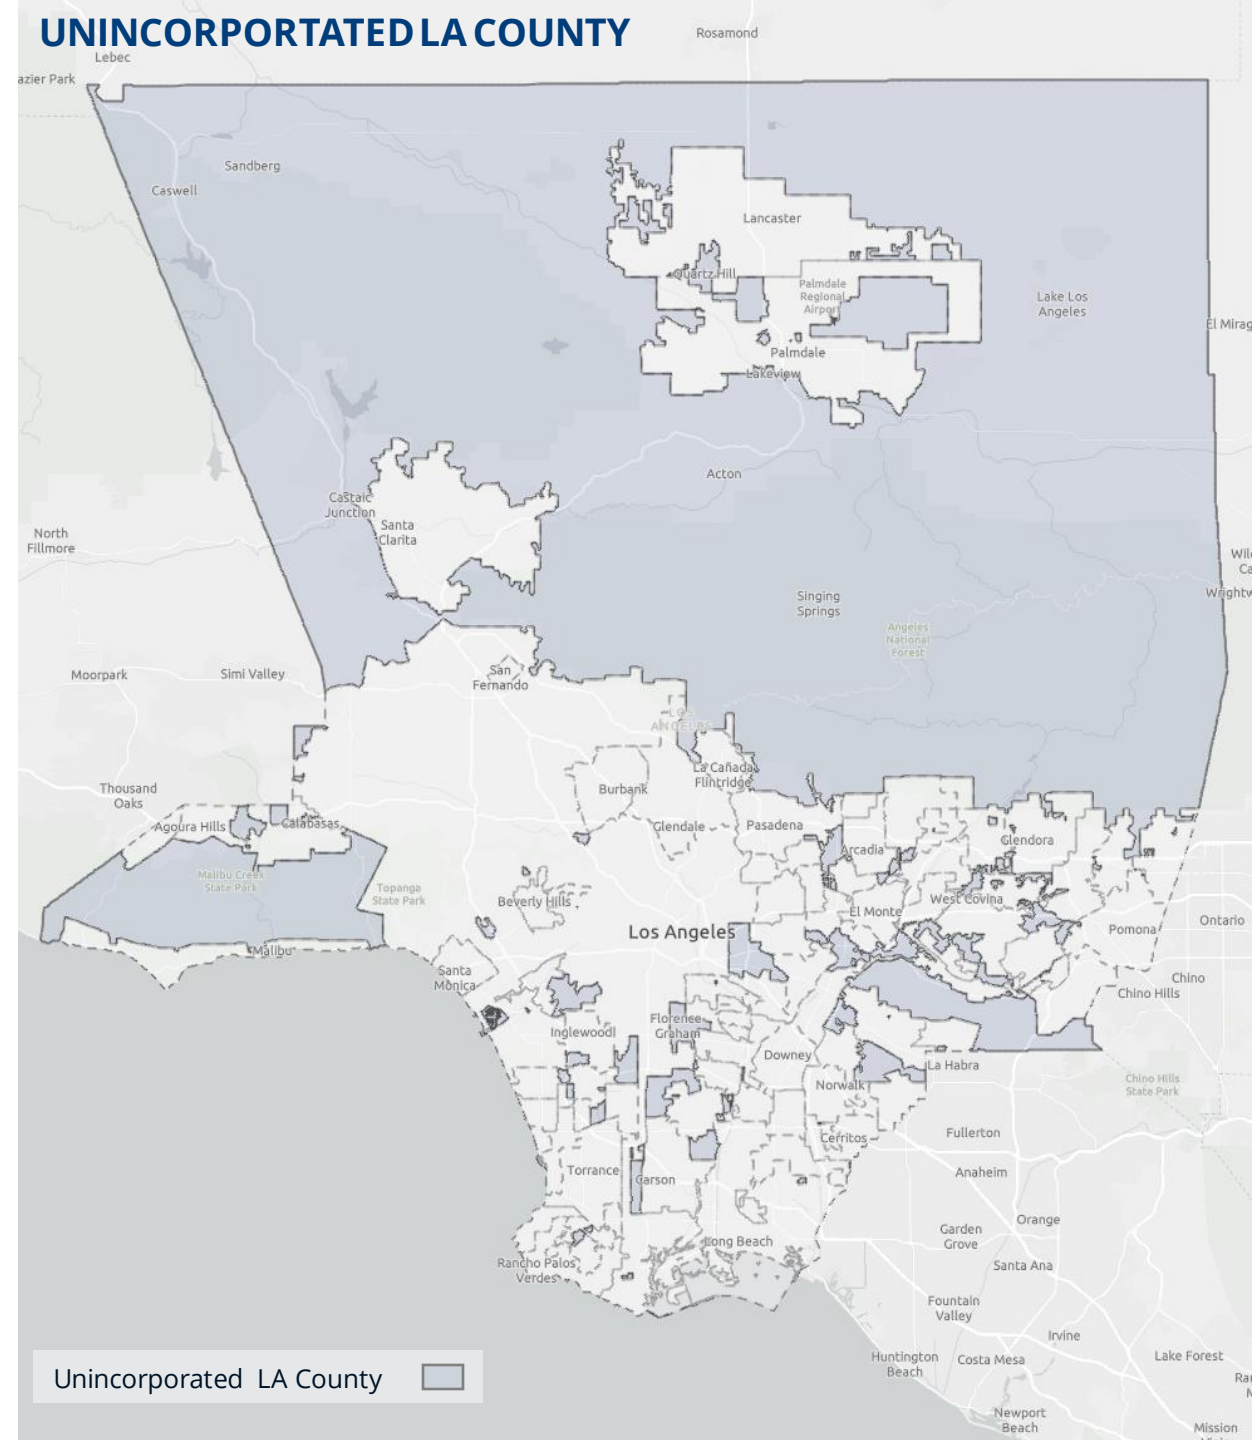 UNINCORPORTATED LA COUNTY
Rosamond
Lebec
azier Park
Sandberg
Caswell
Lancaster
Quartz Hill
Palmdale
Regional
Airport
Lake Los
Angeles
El Mirag
Palmdale
Lakeview
Acton
Castaic
Junction
Santa
Clarita
North
Fillmore
Wil
Ca
Wrightw
Singing
Springs
Angeles
National
Forest
Moorpark
Simi Valley
San
Fernando
LOS
ANGELES
La Cañada
Flintridge
Burbank
Thousand
Oaks
Agoura Hills
Calabasas
Glendale
Pasadena
Arcadia
Glendora
Malibu Creek
State Park
Topanga
State Park
Beverly Hills
West Covina
El Monte
Los Angeles
Pomona
Ontario
Malibu
Santa
Monica
Chino
Chino Hills
Florence-
Graham
Inglewood
Downey
La Habra
Norwalk
Chino Hills
State Park
Cerritos
Fullerton
Torrance
Carson
Anaheim
Orange
Garden
Grove
Long Beach
Rancho Palos
Verdes
Santa Ana
Fountain
Valley
Irvine
Huntington
Beach
Costa Mesa
Lake Forest
Unincorporated LA County
Newport
Beach
Mission